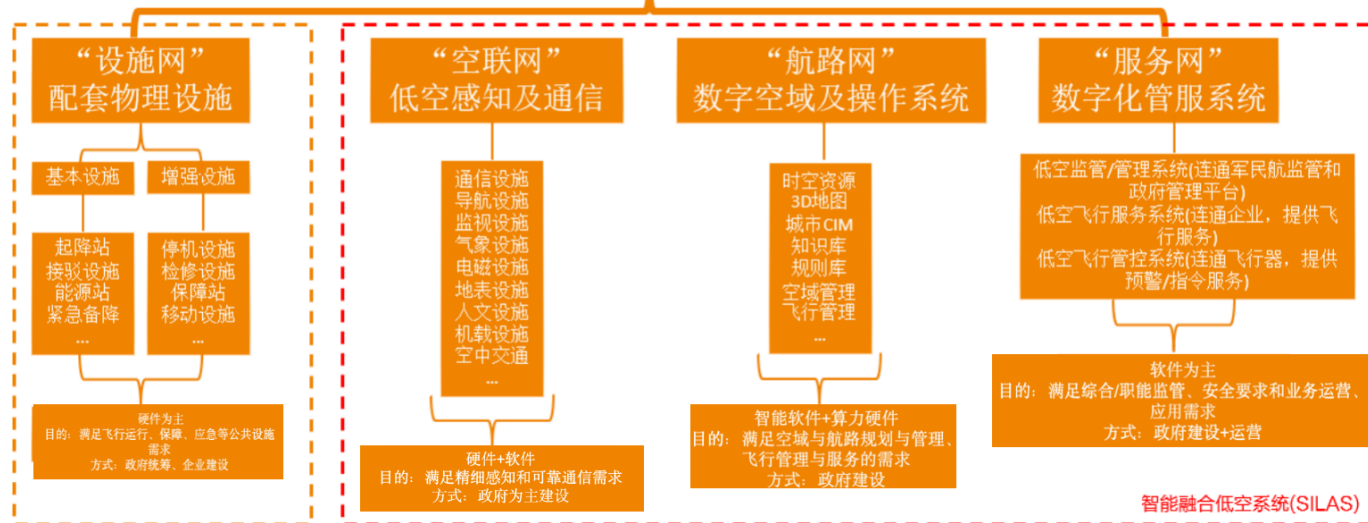 “设施网”
配套物理设施
基本设施
增强设施
起降站
接驳设施
能源站
紧急备降
...
停机设施
检修设施
保障站
移动设施
...
硬件为主
目的：满足飞行运行、保障、应急等公共设施
需求
方式：政府统筹、企业建设
“空联网”
低空感知及通信
通信设施
导航设施
监视设施
气象设施
电磁设施
地表设施
人文设施
机载设施
空中交通
...
硬件+软件
目的：满足精细感知和可靠通信需求
方式：政府为主建设
“航路网”
数字空域及操作系统
时空资源
3D地图
城市CIM
知识库
规则库
空域管理
飞行管理
...
智能软件+算力硬件
目的：满足空域与航路规划与管理、
飞行管理与服务的需求
方式：政府建设
“服务网”
数字化管服系统
低空监管/管理系统(连通军民航监管和
政府管理平台)
低空飞行服务系统(连通企业，提供飞
行服务)
低空飞行管控系统(连通飞行器，提供
预警/指令服务)
软件为主
目的：满足综合/职能监管、安全要求和业务运营、
应用需求
方式：政府建设+运营
智能融合低空系统(SILAS)